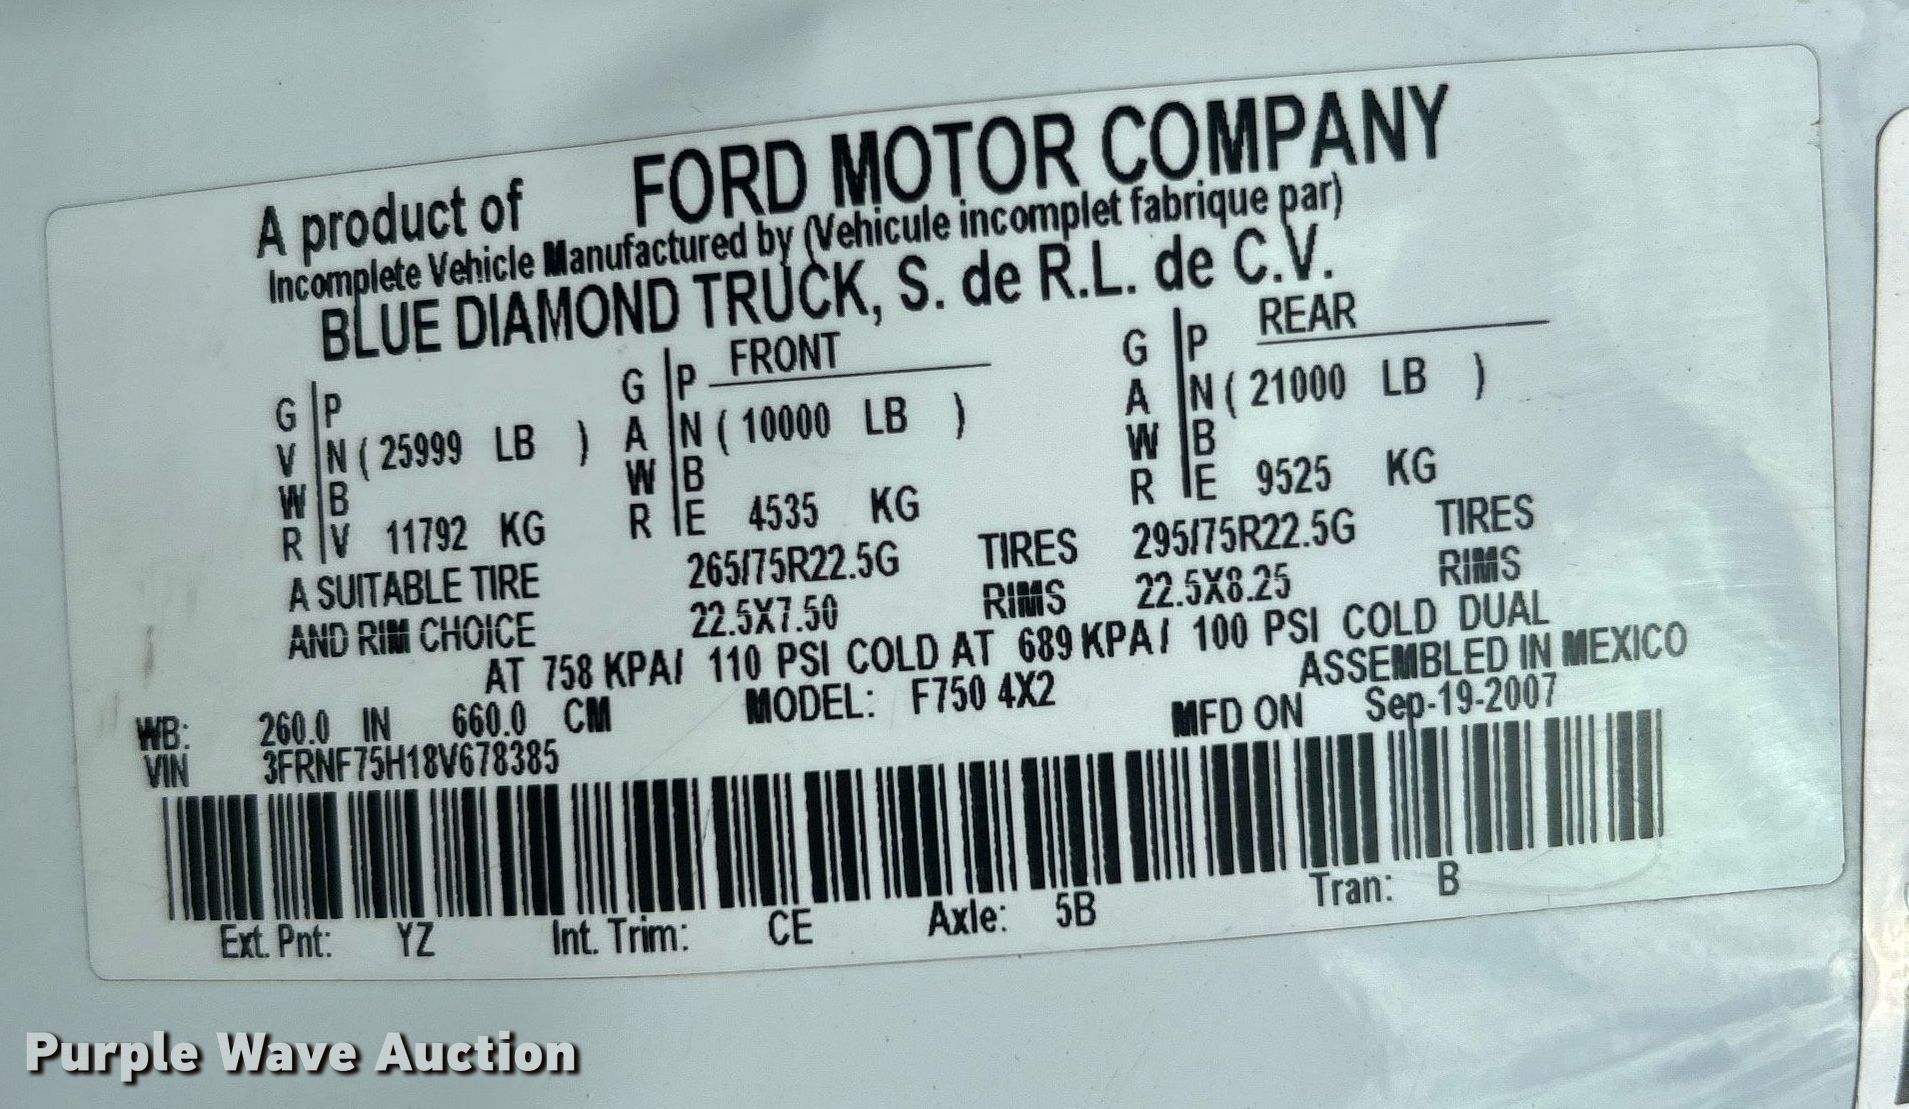 A product of FORD MOTOR COMPANY
Incomplete Vehicle Manufactured by (Vehicule incomplet fabrique par)
BLUE DIAMOND TRUCK, S. de R.L. de C.V.
FRONT REAR
G P G P G P
V N ( 25999 LB ) A N ( 10000 LB ) A N ( 21000 LB )
W B W B W B
R V 11792 KG R E 4535 KG R E 9525 KG
A SUITABLE TIRE 265/75R22.5G TIRES 295/75R22.5G TIRES
AND RIM CHOICE 22.5X7.50 RIMS 22.5X8.25 RIMS
AT 758 KPA/ 110 PSI COLD AT 689 KPA/ 100 PSI COLD DUAL
WB: 260.0 IN 660.0 CM MODEL: F750 4X2 ASSEMBLED IN MEXICO
VIN 3FRNF75H18V678385 MFD ON Sep-19-2007
Ext. Pnt: YZ Int. Trim: CE Axle: 5B Tran: B
Purple Wave Auction